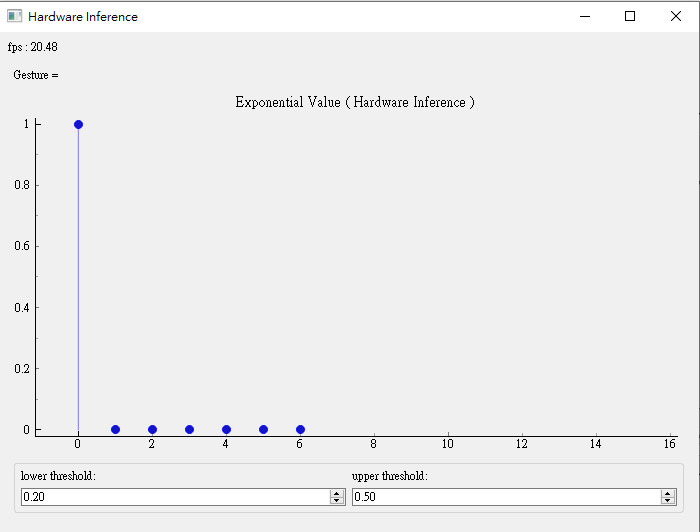 Hardware Inference
fps : 20.48
Gesture =
Exponential Value ( Hardware Inference )
1
0.8
0.6
0.4
0.2
0
0 2 4 6 8 10 12 14 16
lower threshold: upper threshold:
0.20 0.50